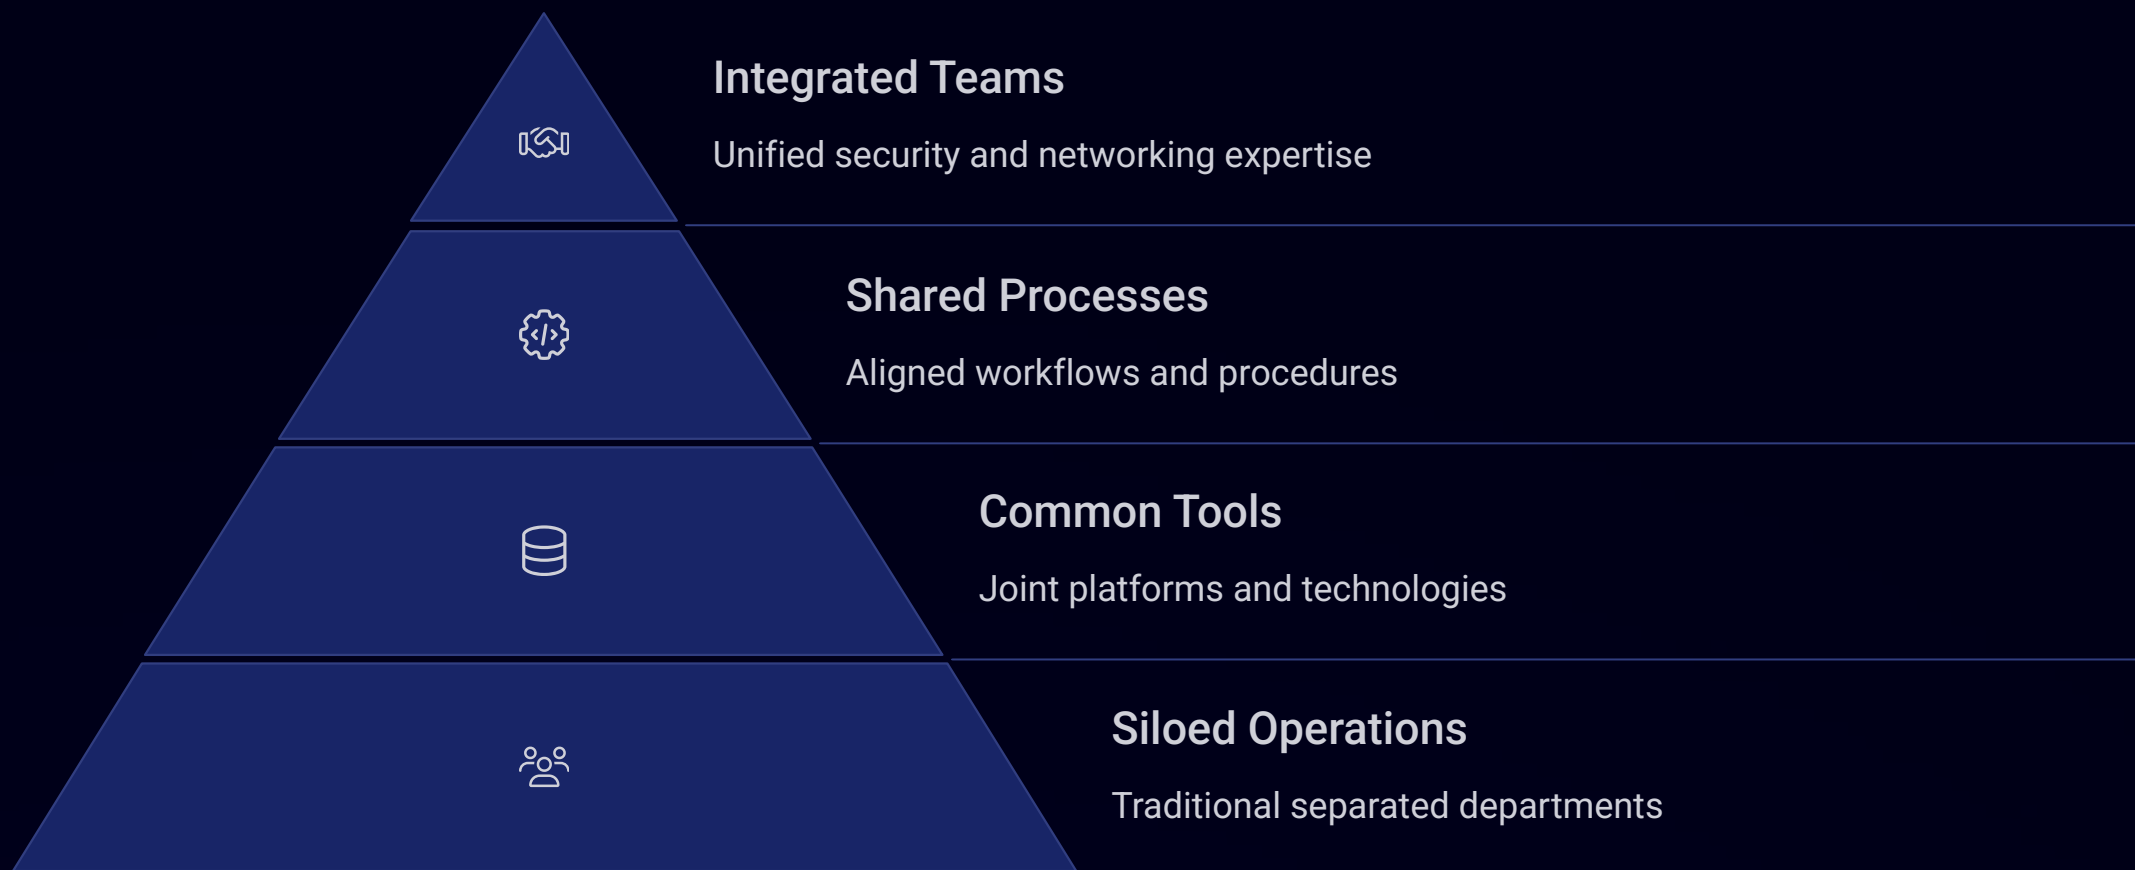 Integrated Teams
Unified security and networking expertise
Shared Processes
Aligned workflows and procedures
Common Tools
Joint platforms and technologies
Siloed Operations
Traditional separated departments